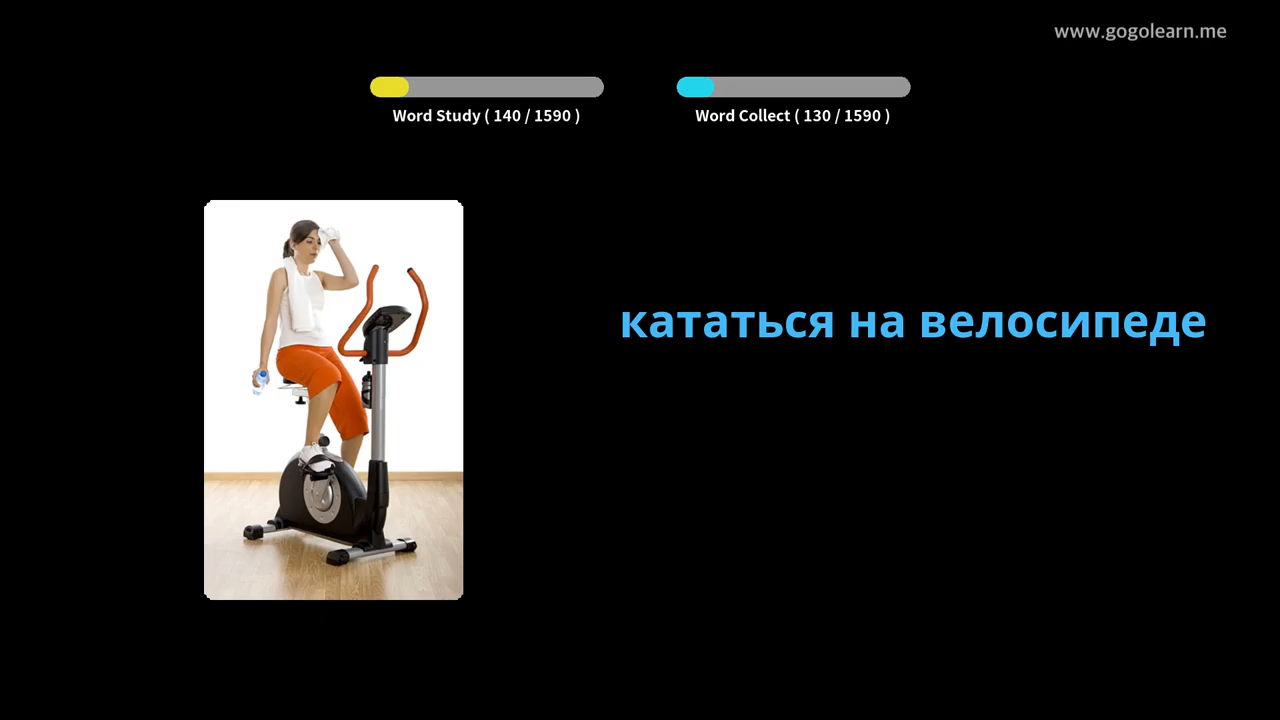 www.gogolearn.me
Word Study ( 140 / 1590 )
Word Collect ( 130 / 1590 )
кататься на велосипеде